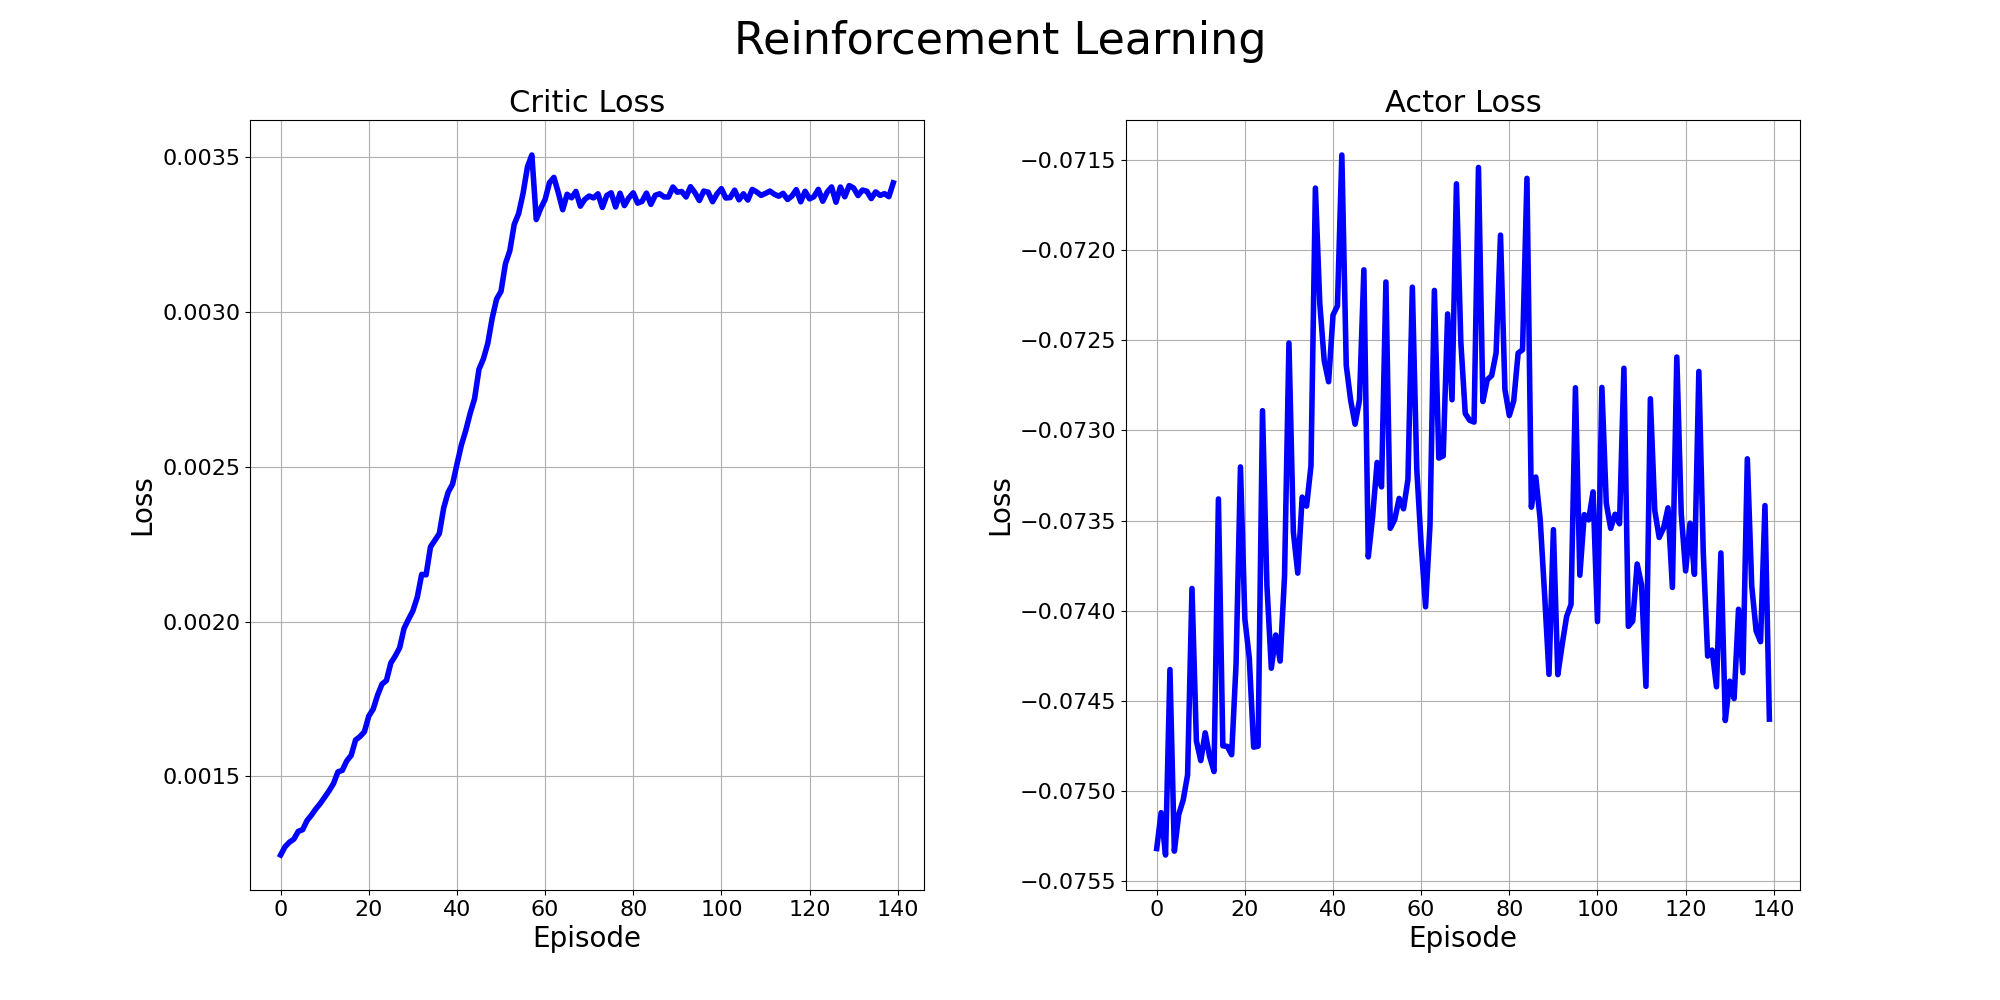 Reinforcement Learning
Critic Loss
Loss
0.0035
0.0030
0.0025
0.0020
0.0015
0 20 40 60 80 100 120 140
Episode
Actor Loss
Loss
−0.0715
−0.0720
−0.0725
−0.0730
−0.0735
−0.0740
−0.0745
−0.0750
−0.0755
0 20 40 60 80 100 120 140
Episode